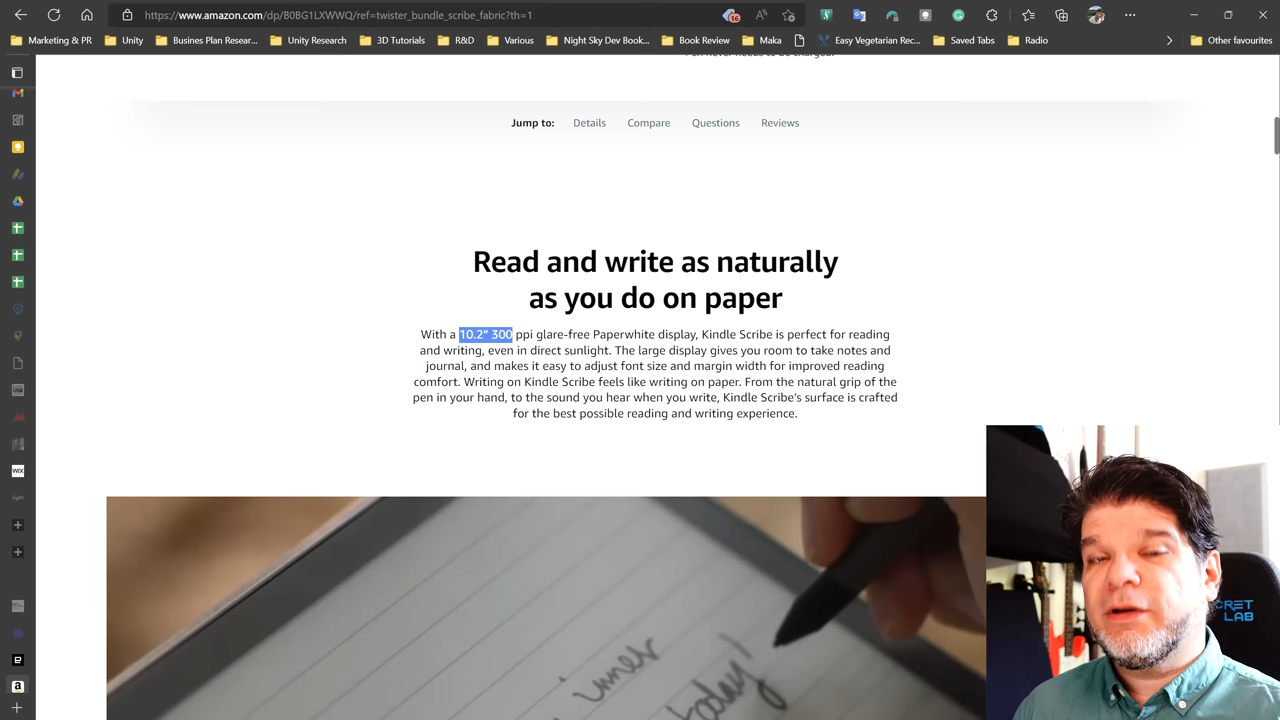 https://www.amazon.com/dp/B0BG1LXWWQ/ref=twister_bundle_scribe_fabric?th=1
16
Marketing & PR
Unity
Busines Plan Resear...
Unity Research
3D Tutorials
R&D
Various
Night Sky Dev Book...
Book Review
Maka
Easy Vegetarian Rec...
Saved Tabs
Radio
Other favourites
Jump to: Details Compare Questions Reviews
Read and write as naturally
as you do on paper
With a 10.2” 300 ppi glare-free Paperwhite display, Kindle Scribe is perfect for reading
and writing, even in direct sunlight. The large display gives you room to take notes and
journal, and makes it easy to adjust font size and margin width for improved reading
comfort. Writing on Kindle Scribe feels like writing on paper. From the natural grip of the
pen in your hand, to the sound you hear when you write, Kindle Scribe’s surface is crafted
for the best possible reading and writing experience.
today!
WIX
LAB